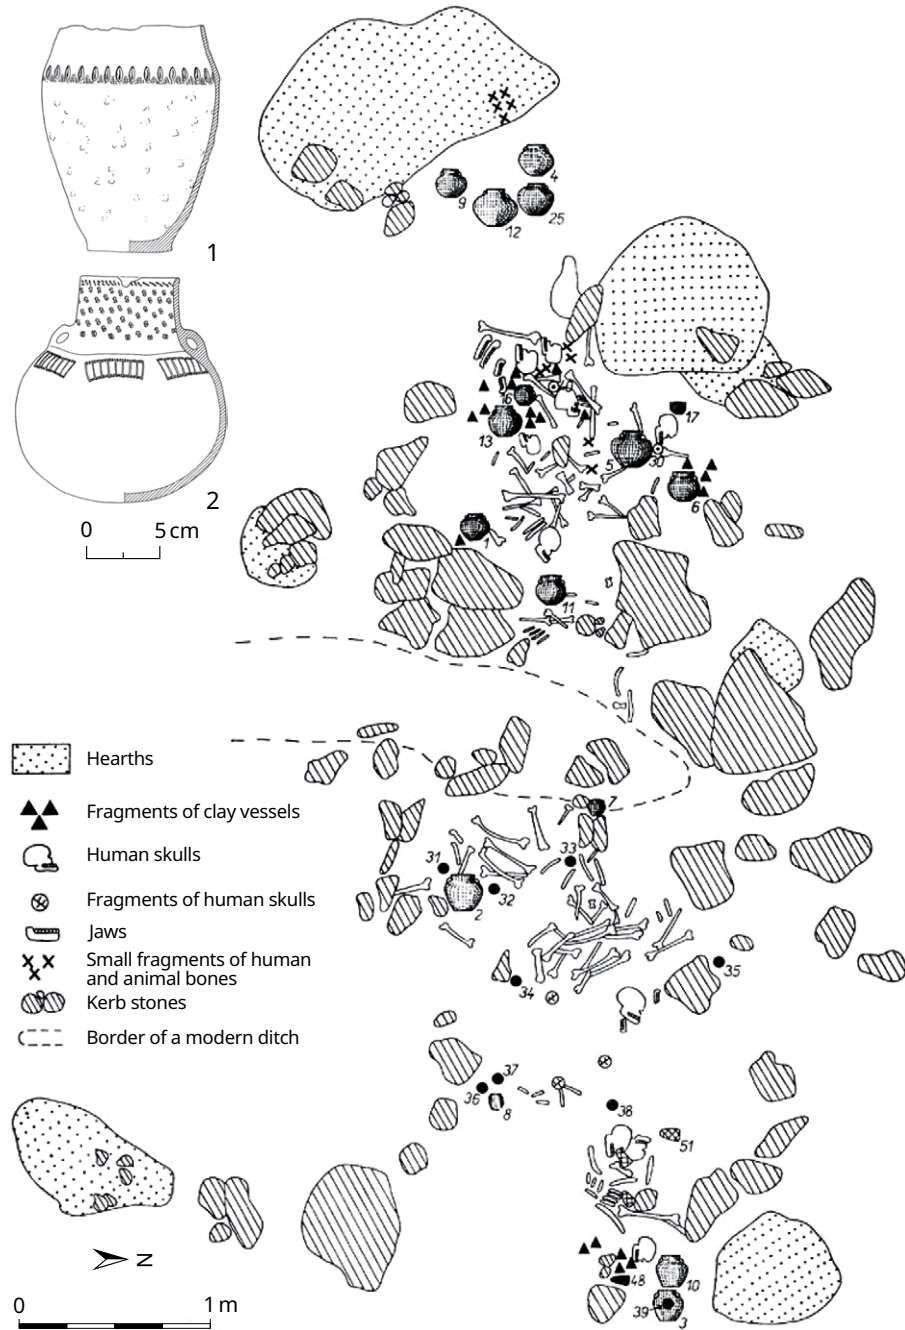 1
2
0 5 cm
4
9
12
25
17
16
13
5
30
6
1
11
7
31
33
32
2
35
34
37
36
8
38
51
48
10
39
3
Hearths
Fragments of clay vessels
Human skulls
Fragments of human skulls
Jaws
Small fragments of human
and animal bones
Kerb stones
Border of a modern ditch
N
0 1 m